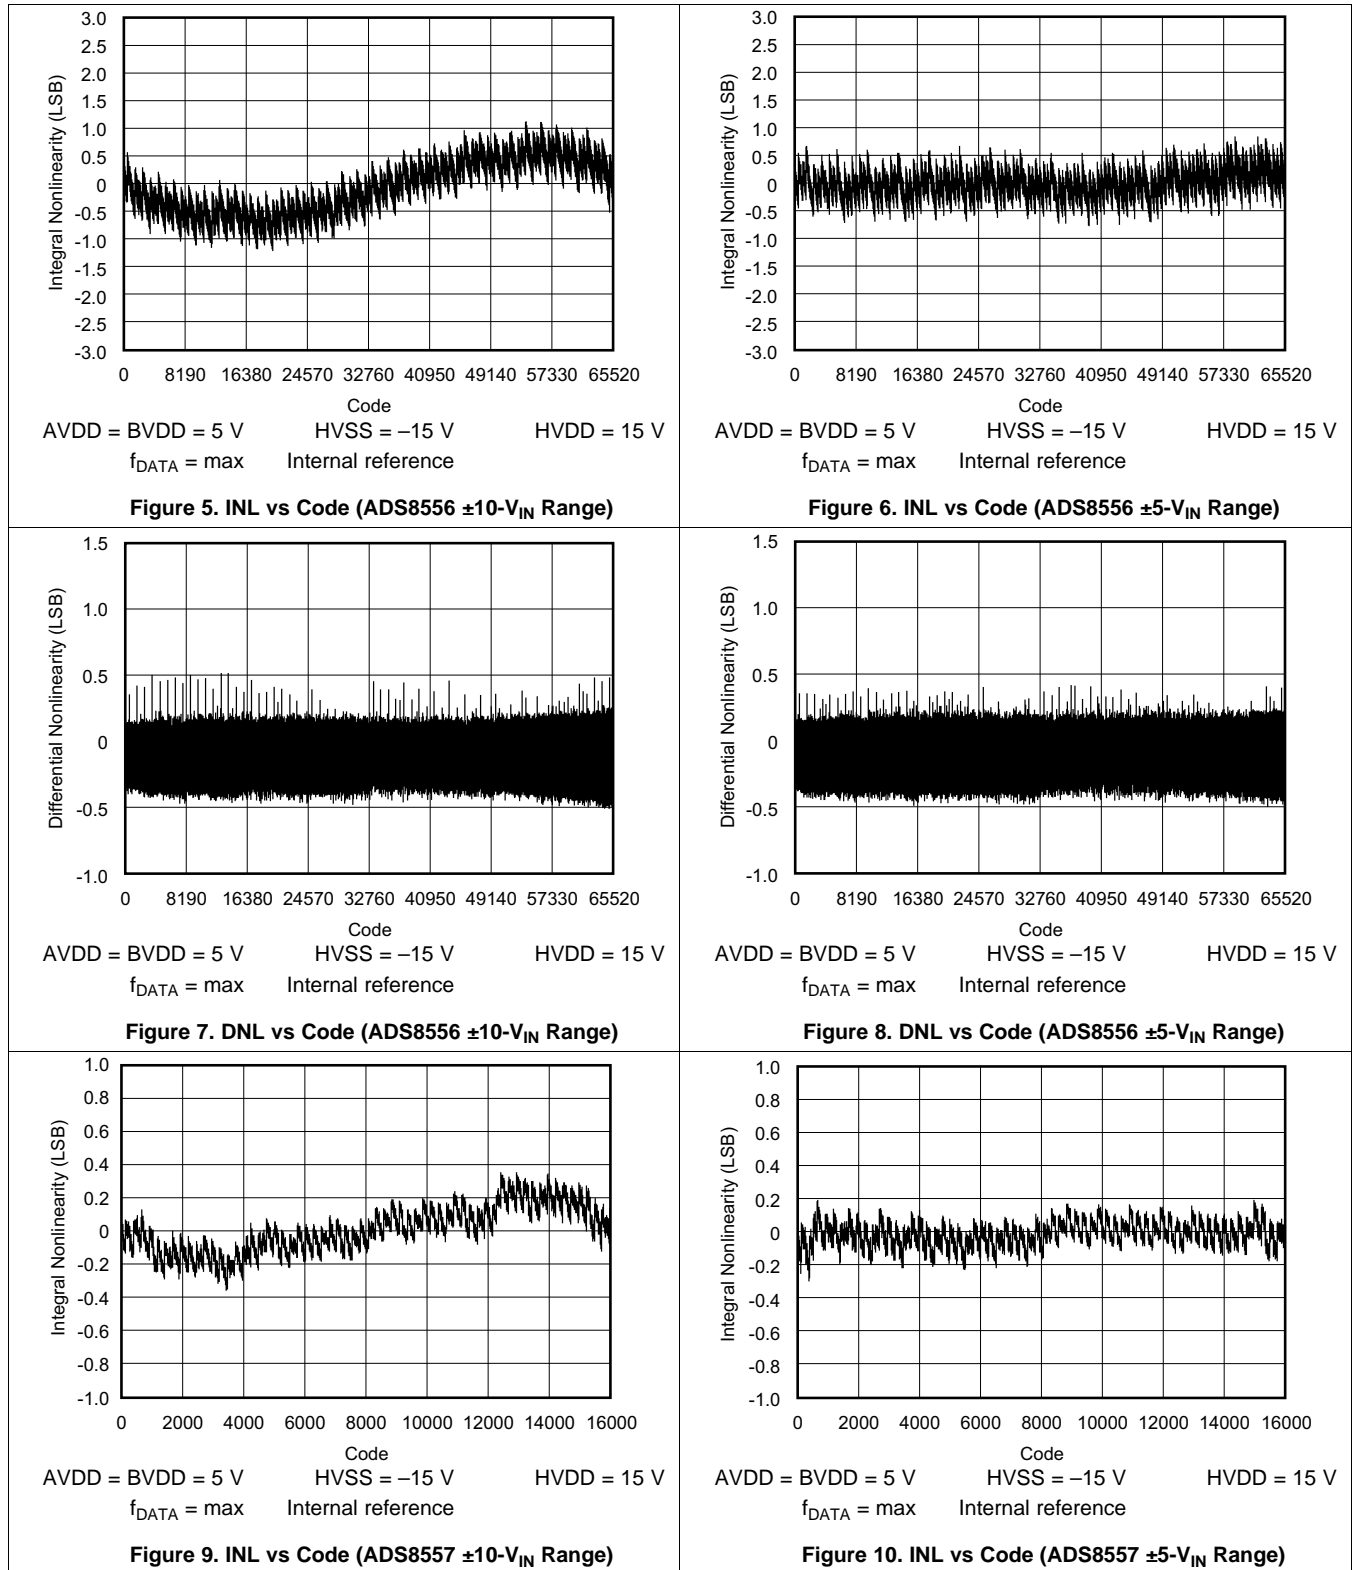 3.0
2.5
2.0
1.5
1.0
0.5
0
-0.5
-1.0
-1.5
-2.0
-2.5
-3.0
Integral Nonlinearity (LSB)
0 8190 16380 24570 32760 40950 49140 57330 65520
Code
AVDD = BVDD = 5 V HVSS = –15 V HVDD = 15 V
fDATA = max Internal reference
Figure 5. INL vs Code (ADS8556 ±10-VIN Range)
3.0
2.5
2.0
1.5
1.0
0.5
0
-0.5
-1.0
-1.5
-2.0
-2.5
-3.0
Integral Nonlinearity (LSB)
0 8190 16380 24570 32760 40950 49140 57330 65520
Code
AVDD = BVDD = 5 V HVSS = –15 V HVDD = 15 V
fDATA = max Internal reference
Figure 6. INL vs Code (ADS8556 ±5-VIN Range)
1.5
1.0
0.5
0
-0.5
-1.0
Differential Nonlinearity (LSB)
0 8190 16380 24570 32760 40950 49140 57330 65520
Code
AVDD = BVDD = 5 V HVSS = –15 V HVDD = 15 V
fDATA = max Internal reference
Figure 7. DNL vs Code (ADS8556 ±10-VIN Range)
1.5
1.0
0.5
0
-0.5
-1.0
Differential Nonlinearity (LSB)
0 8190 16380 24570 32760 40950 49140 57330 65520
Code
AVDD = BVDD = 5 V HVSS = –15 V HVDD = 15 V
fDATA = max Internal reference
Figure 8. DNL vs Code (ADS8556 ±5-VIN Range)
1.0
0.8
0.6
0.4
0.2
0
-0.2
-0.4
-0.6
-0.8
-1.0
Integral Nonlinearity (LSB)
0 2000 4000 6000 8000 10000 12000 14000 16000
Code
AVDD = BVDD = 5 V HVSS = –15 V HVDD = 15 V
fDATA = max Internal reference
Figure 9. INL vs Code (ADS8557 ±10-VIN Range)
1.0
0.8
0.6
0.4
0.2
0
-0.2
-0.4
-0.6
-0.8
-1.0
Integral Nonlinearity (LSB)
0 2000 4000 6000 8000 10000 12000 14000 16000
Code
AVDD = BVDD = 5 V HVSS = –15 V HVDD = 15 V
fDATA = max Internal reference
Figure 10. INL vs Code (ADS8557 ±5-VIN Range)